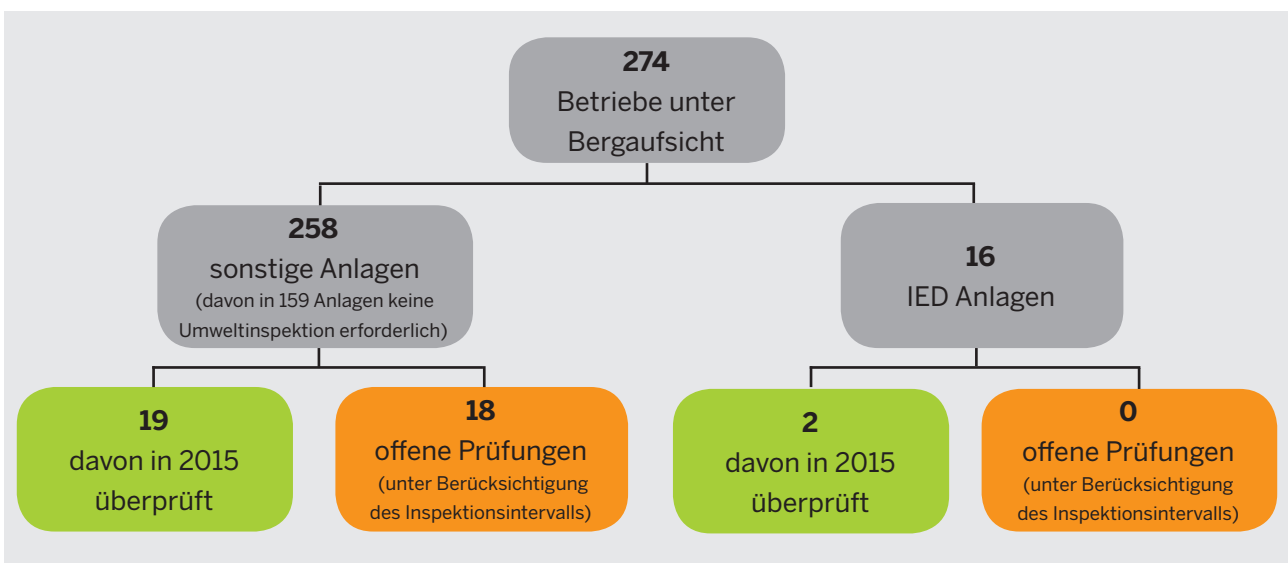 274
Betriebe unter
Bergaufsicht
258
sonstige Anlagen
(davon in 159 Anlagen keine
Umweltinspektion erforderlich)
16
IED Anlagen
19
davon in 2015
überprüft
18
offene Prüfungen
(unter Berücksichtigung
des Inspektionsintervalls)
2
davon in 2015
überprüft
0
offene Prüfungen
(unter Berücksichtigung
des Inspektionsintervalls)